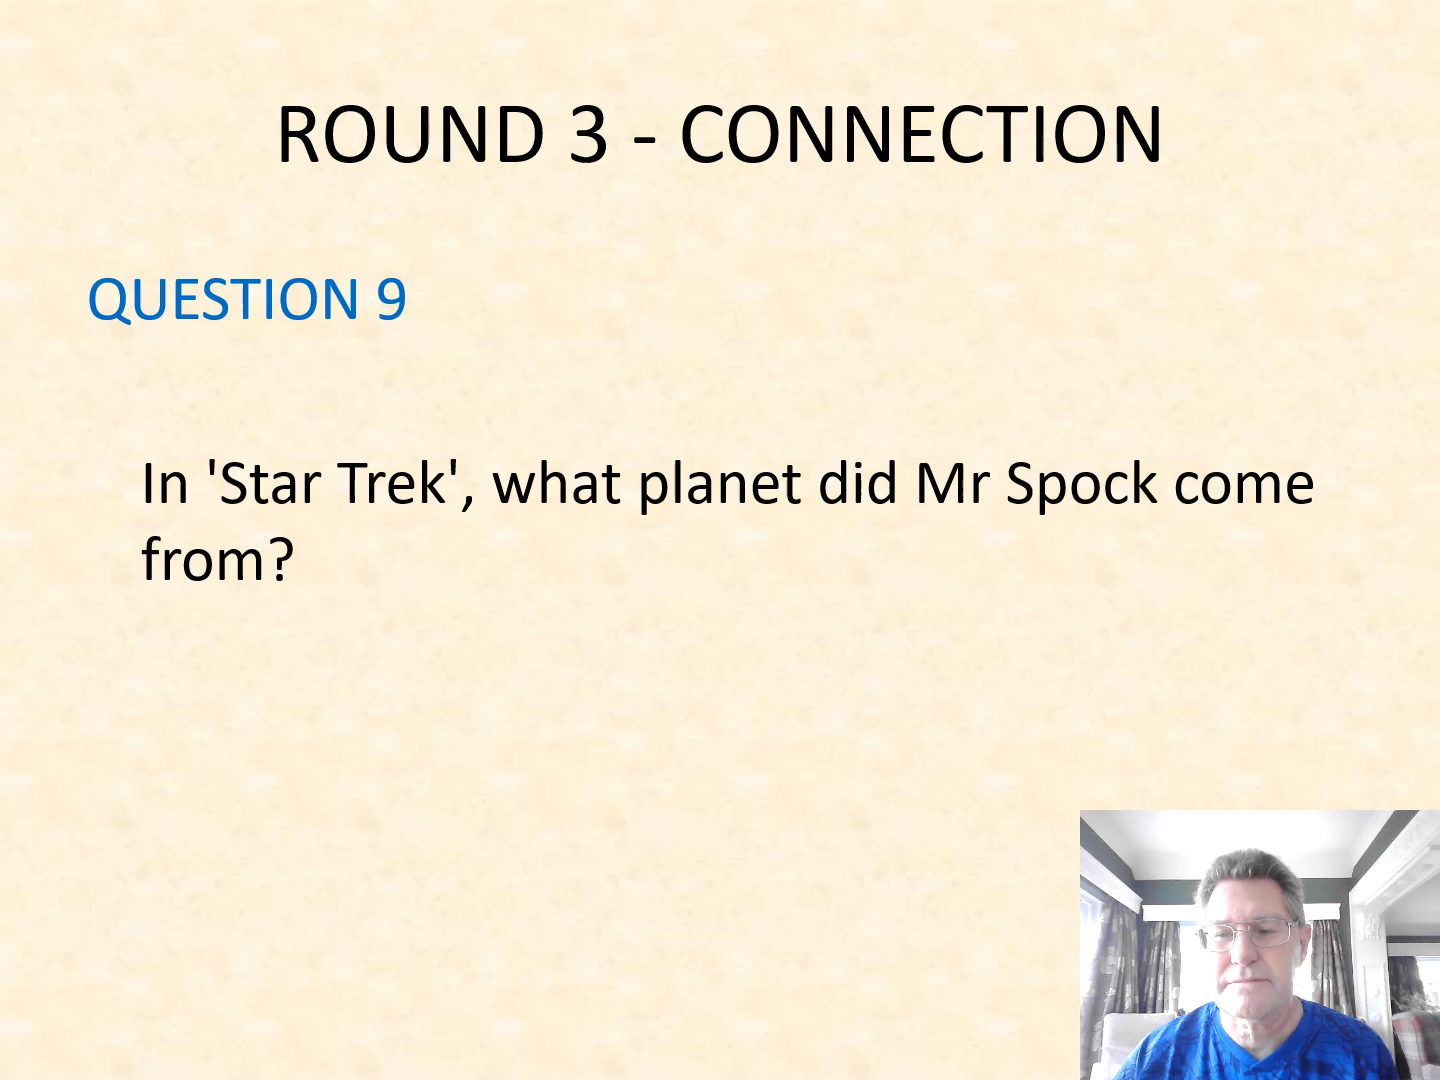 ROUND 3 - CONNECTION
QUESTION 9
In 'Star Trek', what planet did Mr Spock come
from?